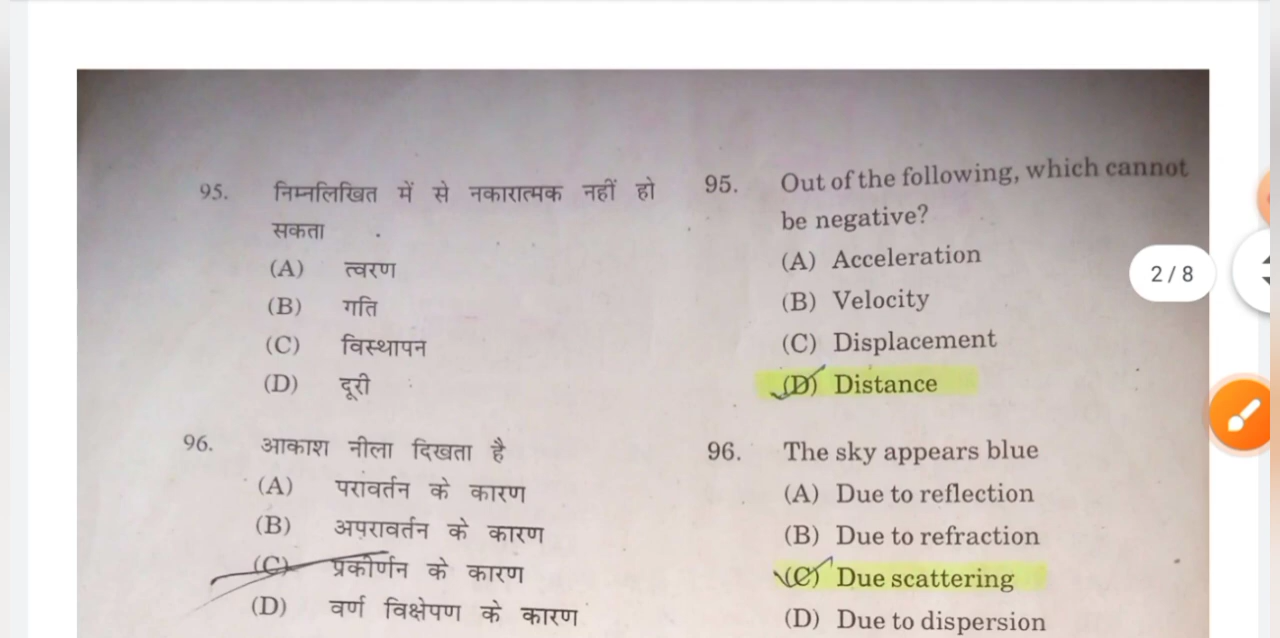 95. निम्नलिखित में से नकारात्मक नहीं हो
सकता
(A) त्वरण
(B) गति
(C) विस्थापन
(D) दूरी
96. आकाश नीला दिखता है
(A) परावर्तन के कारण
(B) अपरावर्तन के कारण
(C) प्रकीर्णन के कारण
(D) वर्ण विक्षेपण के कारण
95. Out of the following, which cannot
be negative?
(A) Acceleration
(B) Velocity
(C) Displacement
(D) Distance
96. The sky appears blue
(A) Due to reflection
(B) Due to refraction
(C) Due scattering
(D) Due to dispersion
2 / 8